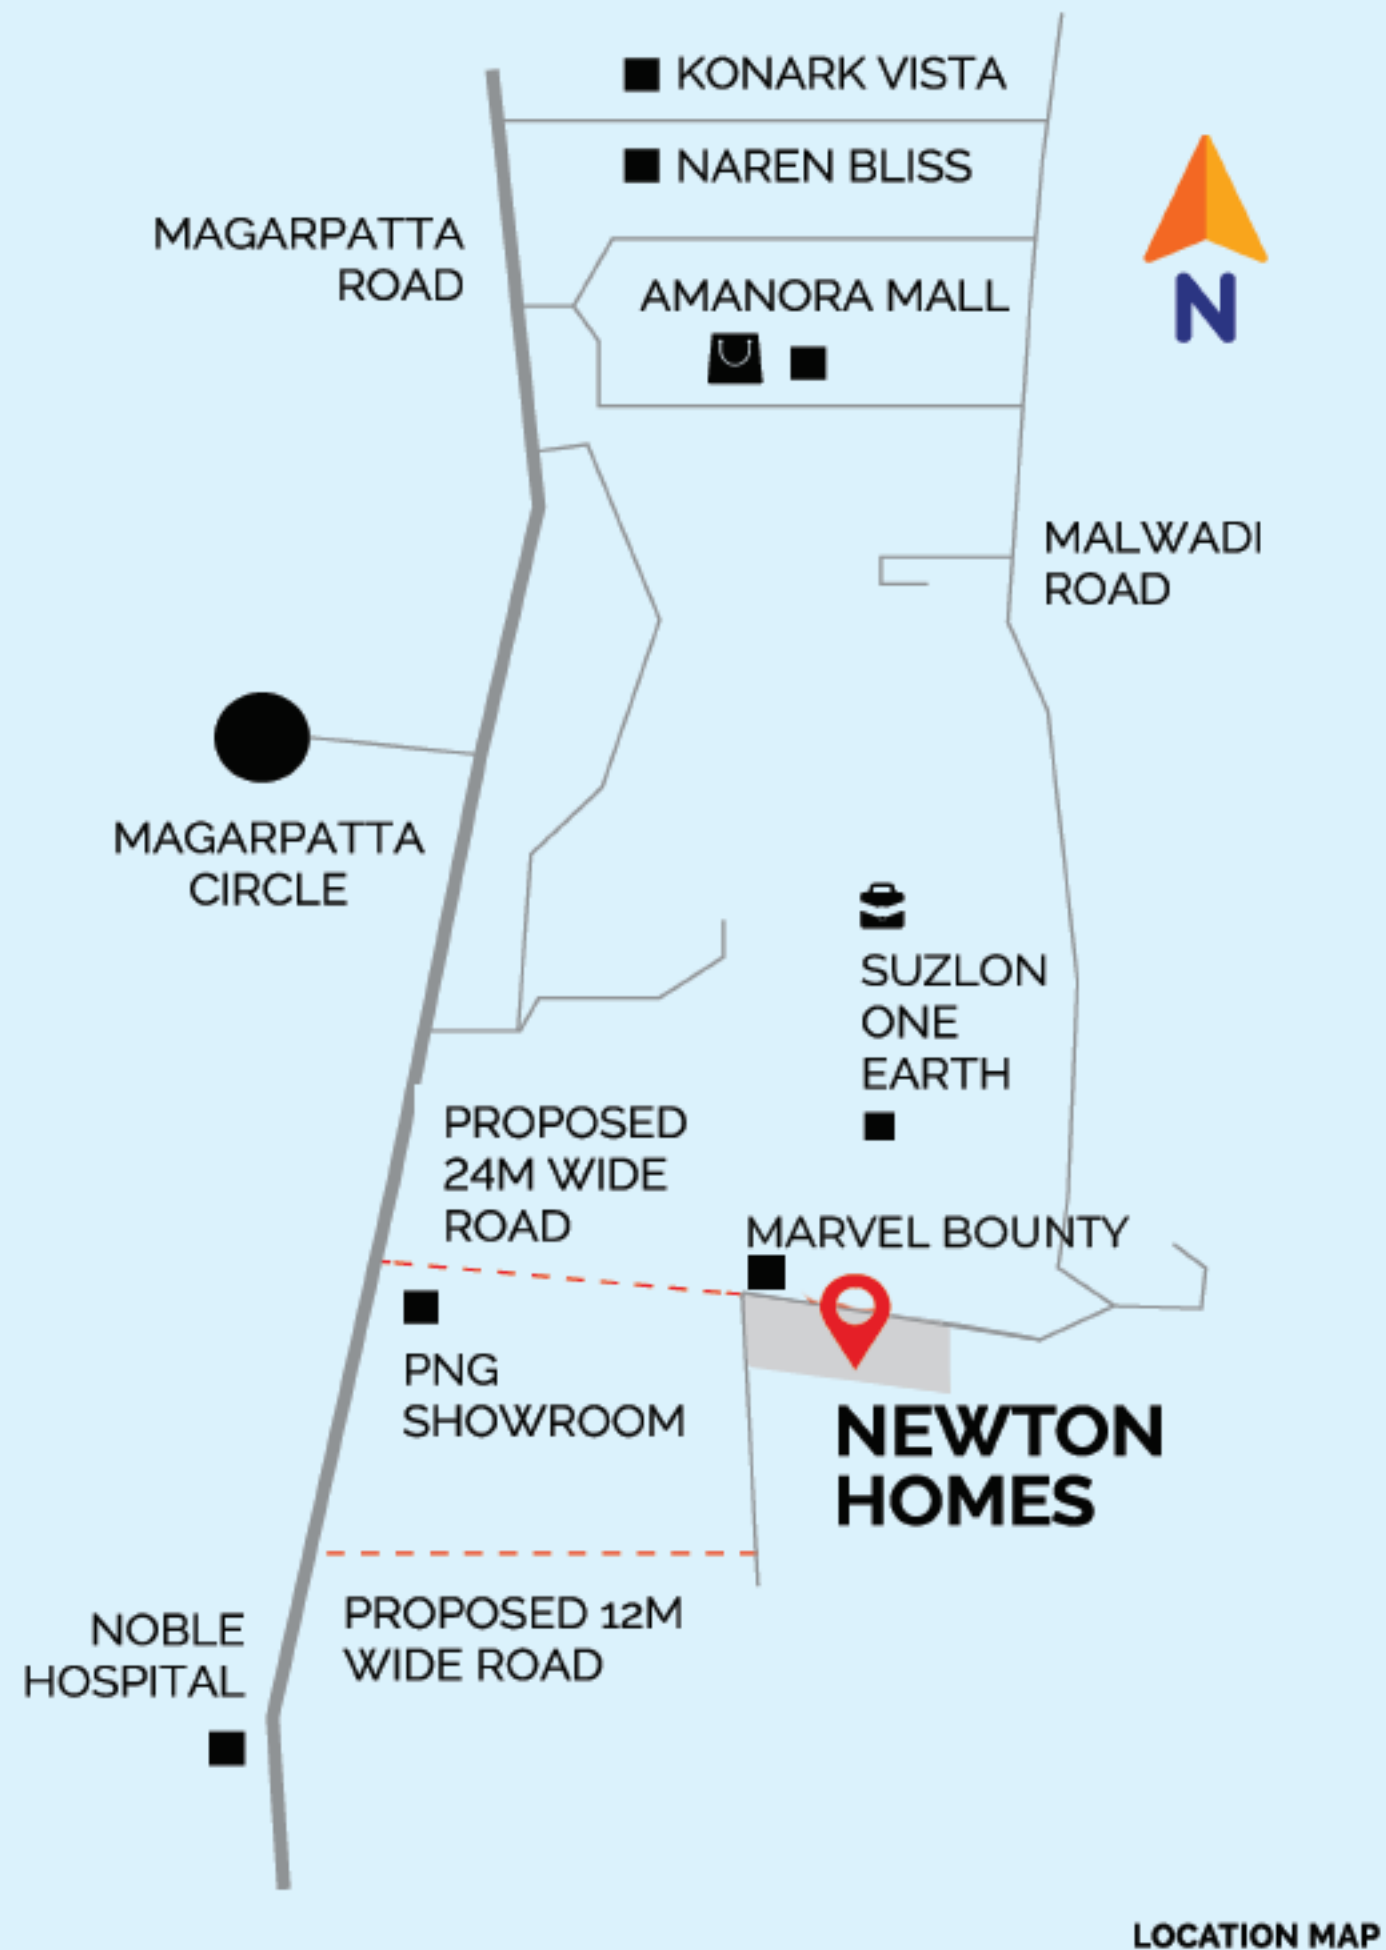 KONARK VISTA
NAREN BLISS
MAGARPATTA
ROAD
N
AMANORA MALL
MALWADI
ROAD
MAGARPATTA
CIRCLE
SUZLON
ONE
EARTH
PROPOSED
24M WIDE
ROAD
MARVEL BOUNTY
PNG
SHOWROOM
NEWTON
HOMES
PROPOSED 12M
WIDE ROAD
NOBLE
HOSPITAL
LOCATION MAP